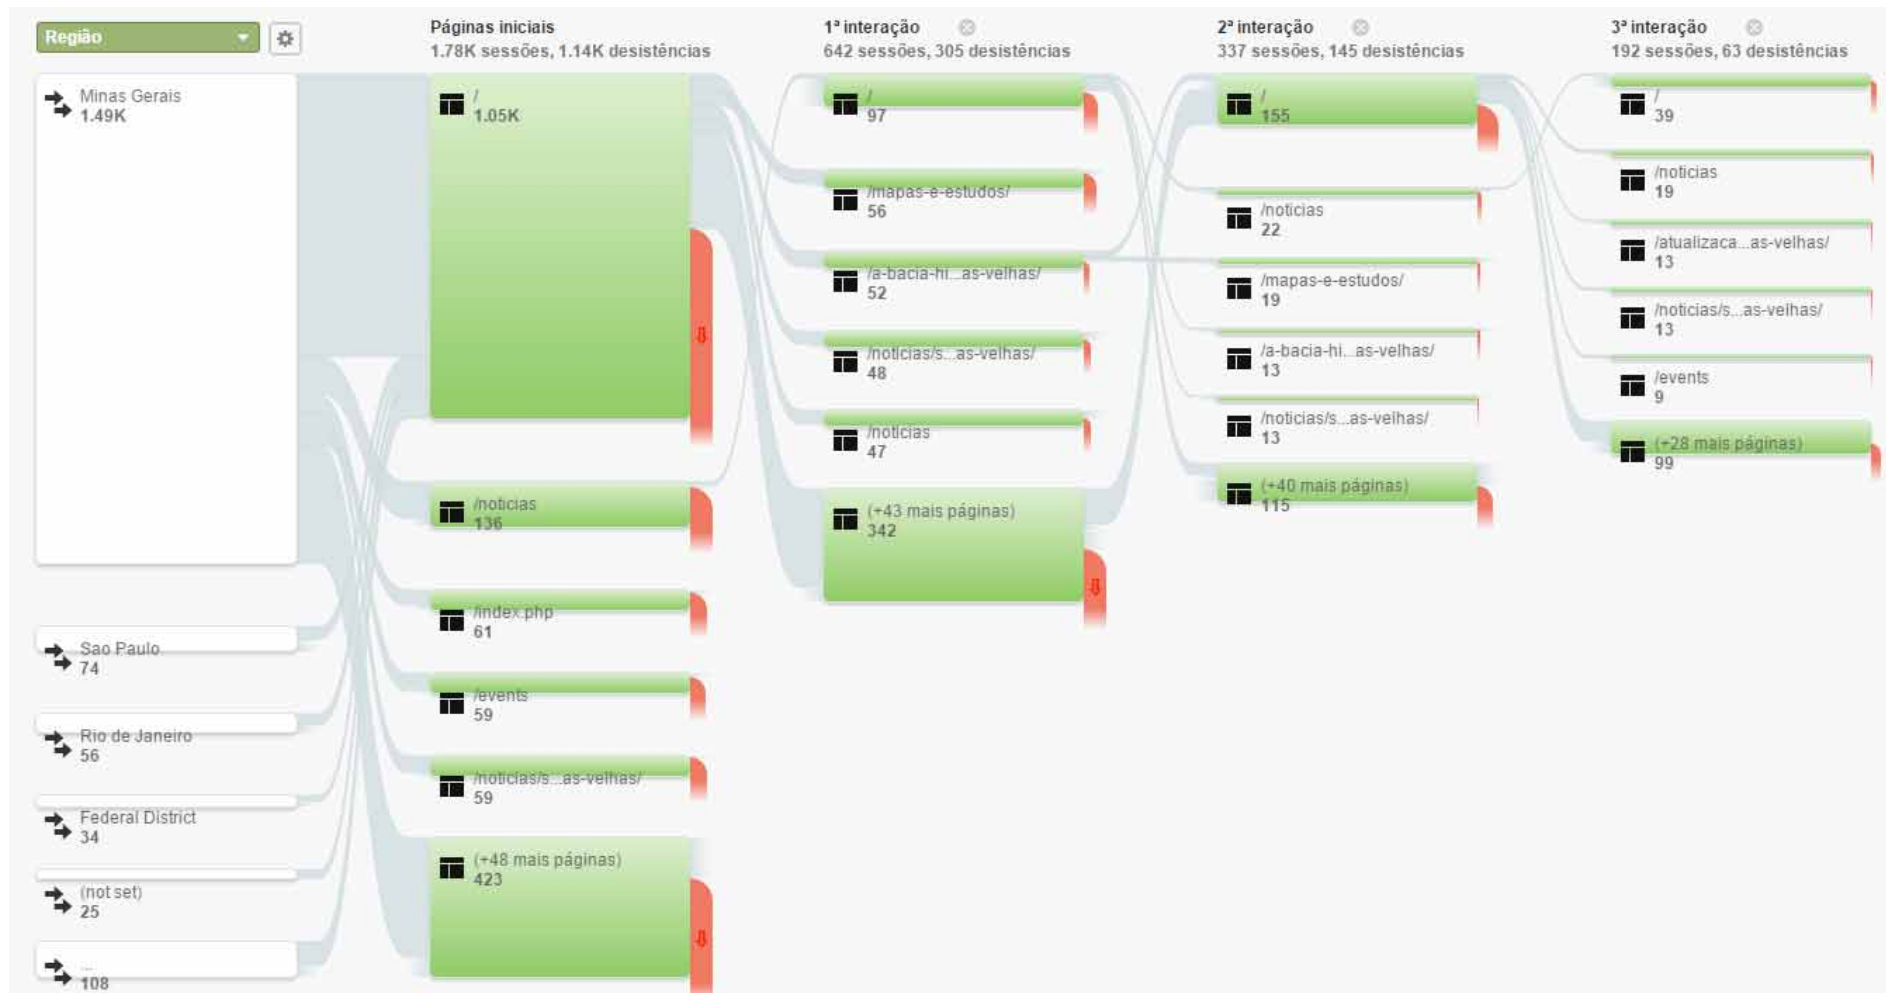 Região
Minas Gerais
1.49K
Sao Paulo
74
Rio de Janeiro
56
Federal District
34
(not set)
25
...
108
Páginas iniciais
1.78K sessões, 1.14K desistências
/
1.05K
/noticias
136
/index.php
61
/events
59
/noticias/s...as-velhas/
59
(+48 mais páginas)
423
1ª interação
642 sessões, 305 desistências
/
97
/mapas-e-estudos/
56
/a-bacia-hi...as-velhas/
52
/noticias/s...as-velhas/
48
/noticias
47
(+43 mais páginas)
342
2ª interação
337 sessões, 145 desistências
/
155
/noticias
22
/mapas-e-estudos/
19
/a-bacia-hi...as-velhas/
13
/noticias/s...as-velhas/
13
(+40 mais páginas)
115
3ª interação
192 sessões, 63 desistências
/
39
/noticias
19
/atualizaca...as-velhas/
13
/noticias/s...as-velhas/
13
/events
9
(+28 mais páginas)
99